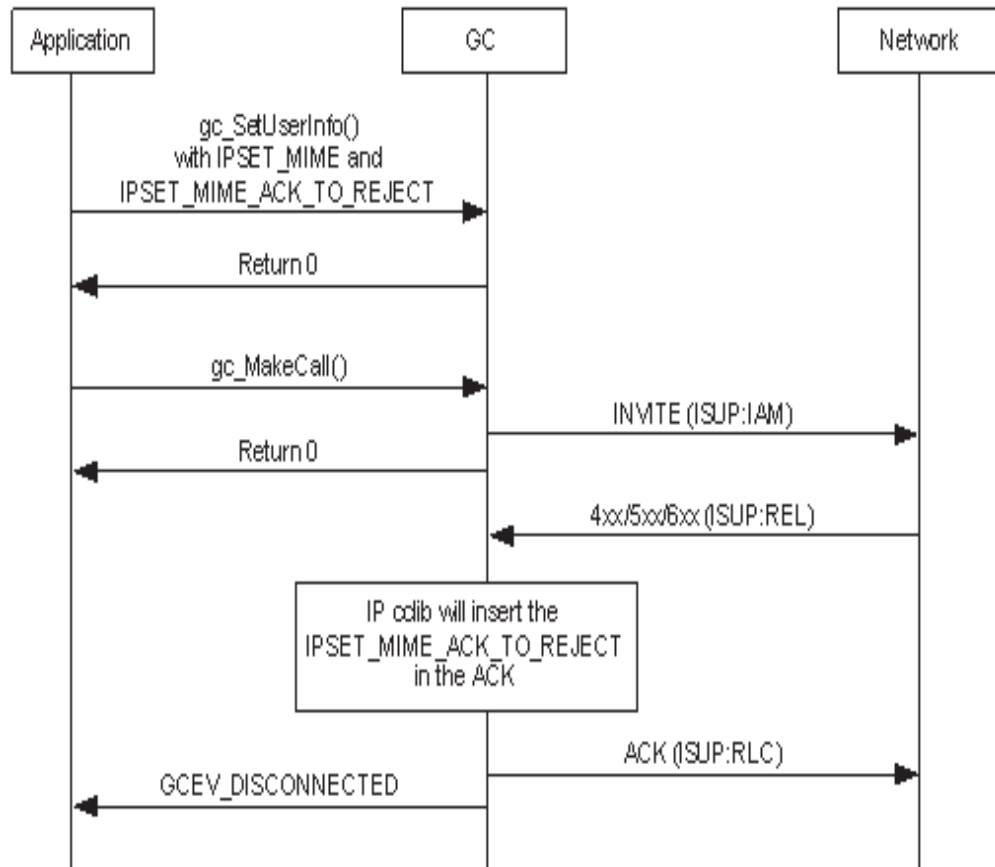 Application
GC
Network
gc_SetUserInfo()
with IPSET_MIME and
IPSET_MIME_ACK_TO_REJECT
Return 0
gc_MakeCall()
INVITE (ISUP:IAM)
Return 0
4xx/5xx/6xx (ISUP:REL)
IP cclib will insert the
IPSET_MIME_ACK_TO_REJECT
in the ACK
ACK (ISUP:RLC)
GCEV_DISCONNECTED